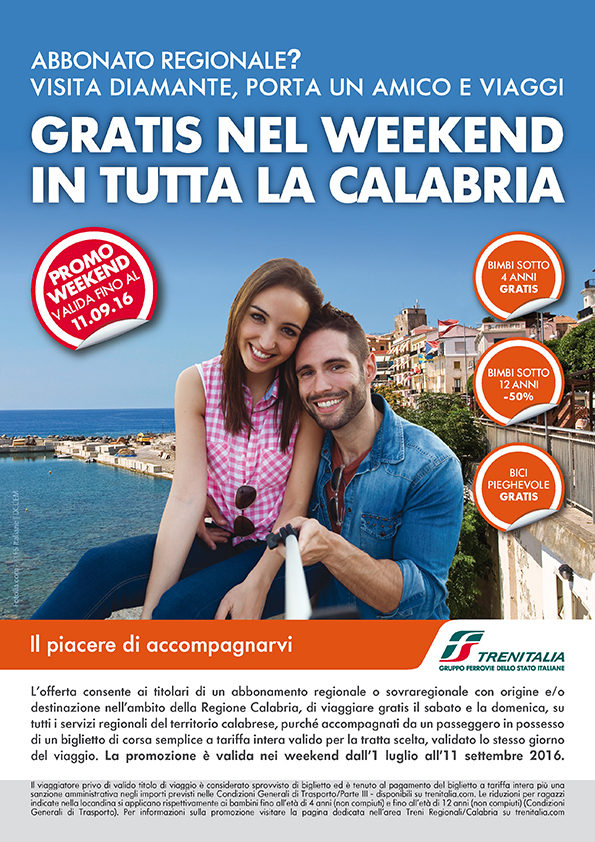 ABBONATO REGIONALE?
VISITA DIAMANTE, PORTA UN AMICO E VIAGGI
GRATIS NEL WEEKEND
IN TUTTA LA CALABRIA
PROMO
WEEKEND
VALIDA FINO AL
11.09.16
BIMBI SOTTO
4 ANNI
GRATIS
BIMBI SOTTO
12 ANNI
-50%
BICI
PIEGHEVOLE
GRATIS
Il piacere di accompagnarvi
TRENITALIA
GRUPPO FERROVIE DELLO STATO ITALIANE
L'offerta consente ai titolari di un abbonamento regionale o sovraregionale con origine e/o
destinazione nell'ambito della Regione Calabria, di viaggiare gratis il sabato e la domenica, su
tutti i servizi regionali del territorio calabrese, purché accompagnati da un passeggero in possesso
di un biglietto di corsa semplice a tariffa intera valido per la tratta scelta, validato lo stesso giorno
del viaggio. La promozione è valida nei weekend dall'1 luglio all'11 settembre 2016.
Il viaggiatore privo di valido titolo di viaggio è considerato sprovvisto di biglietto ed è tenuto al pagamento del biglietto a tariffa intera più una
sanzione amministrativa negli importi previsti nelle Condizioni Generali di Trasporto/Parte III - disponibili su trenitalia.com. Le riduzioni per ragazzi
indicate nella locandina si applicano rispettivamente ai bambini fino all'età di 4 anni (non compiuti) e fino all'età di 12 anni (non compiuti) (Condizioni
Generali di Trasporto). Per informazioni sulla promozione visitare la pagina dedicata nell'area Treni Regionali/Calabria su trenitalia.com